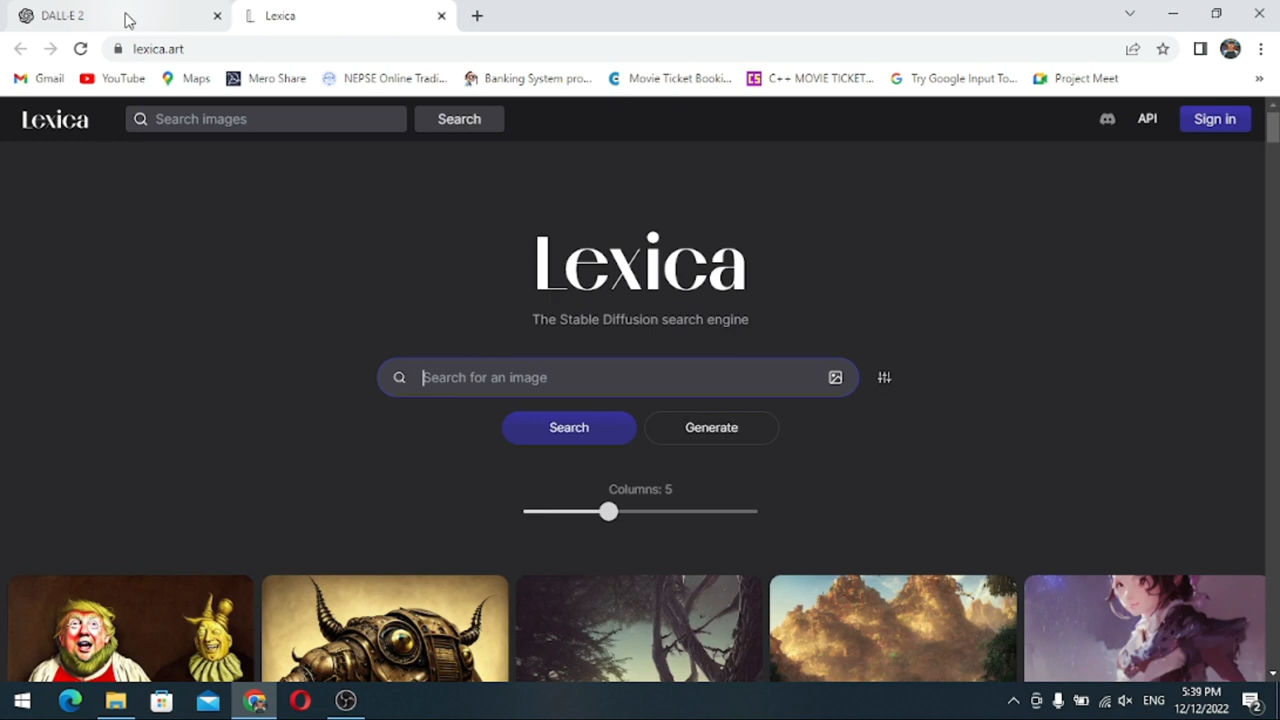 DALL·E 2
Lexica
lexica.art
Gmail
YouTube
Maps
Mero Share
NEPSE Online Tradi...
Banking System pro...
Movie Ticket Booki...
C++ MOVIE TICKET...
Try Google Input To...
Project Meet
»
Lexica
Search images
Search
API
Sign in
Lexica
The Stable Diffusion search engine
Search for an image
Search
Generate
Columns: 5
ENG
5:39 PM
12/12/2022
2